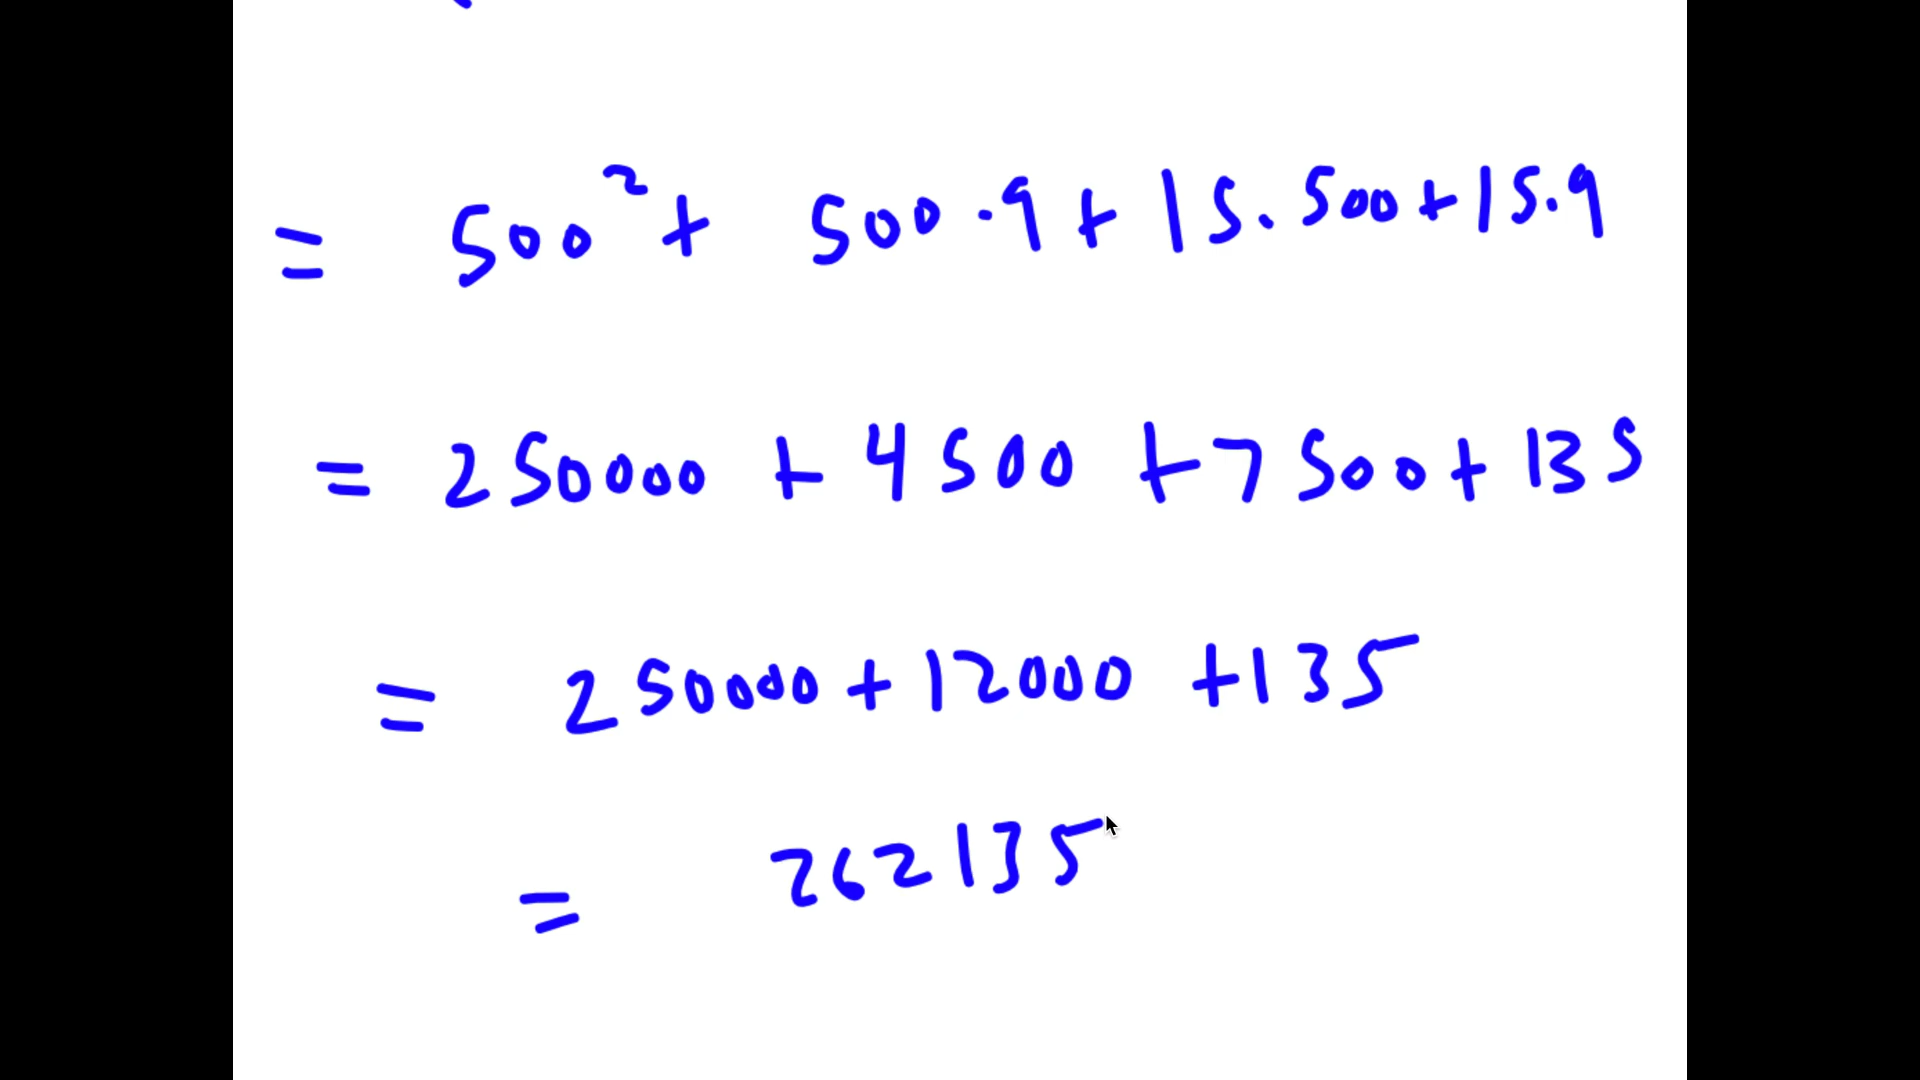 = 500² + 500·9 + 15·500 + 15·9
= 250000 + 4500 + 7500 + 135
= 250000 + 12000 + 135
= 262135